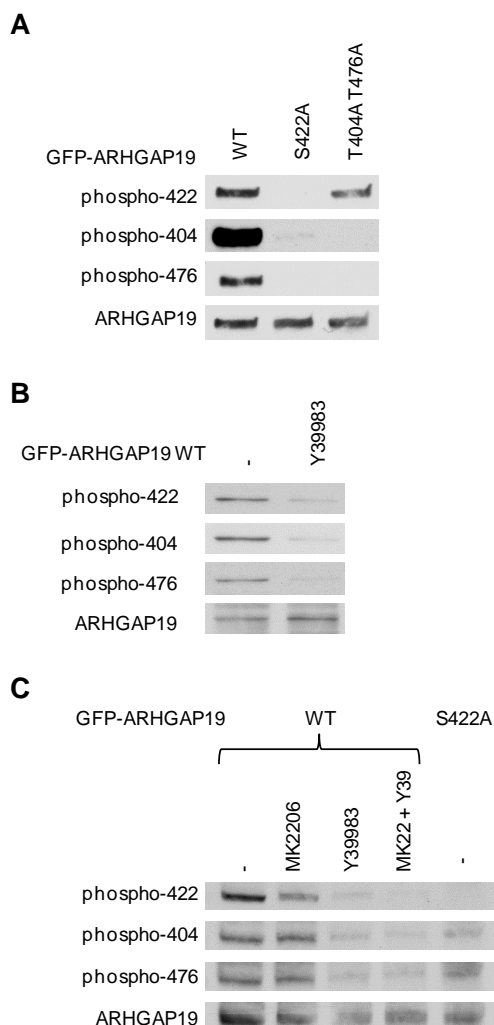 A
GFP-ARHGAP19 WT S422A T404A T476A
phospho-422
phospho-404
phospho-476
ARHGAP19
B
GFP-ARHGAP19 WT - Y39983
phospho-422
phospho-404
phospho-476
ARHGAP19
C
GFP-ARHGAP19 WT S422A
- MK2206 Y39983 MK22 + Y39 -
phospho-422
phospho-404
phospho-476
ARHGAP19